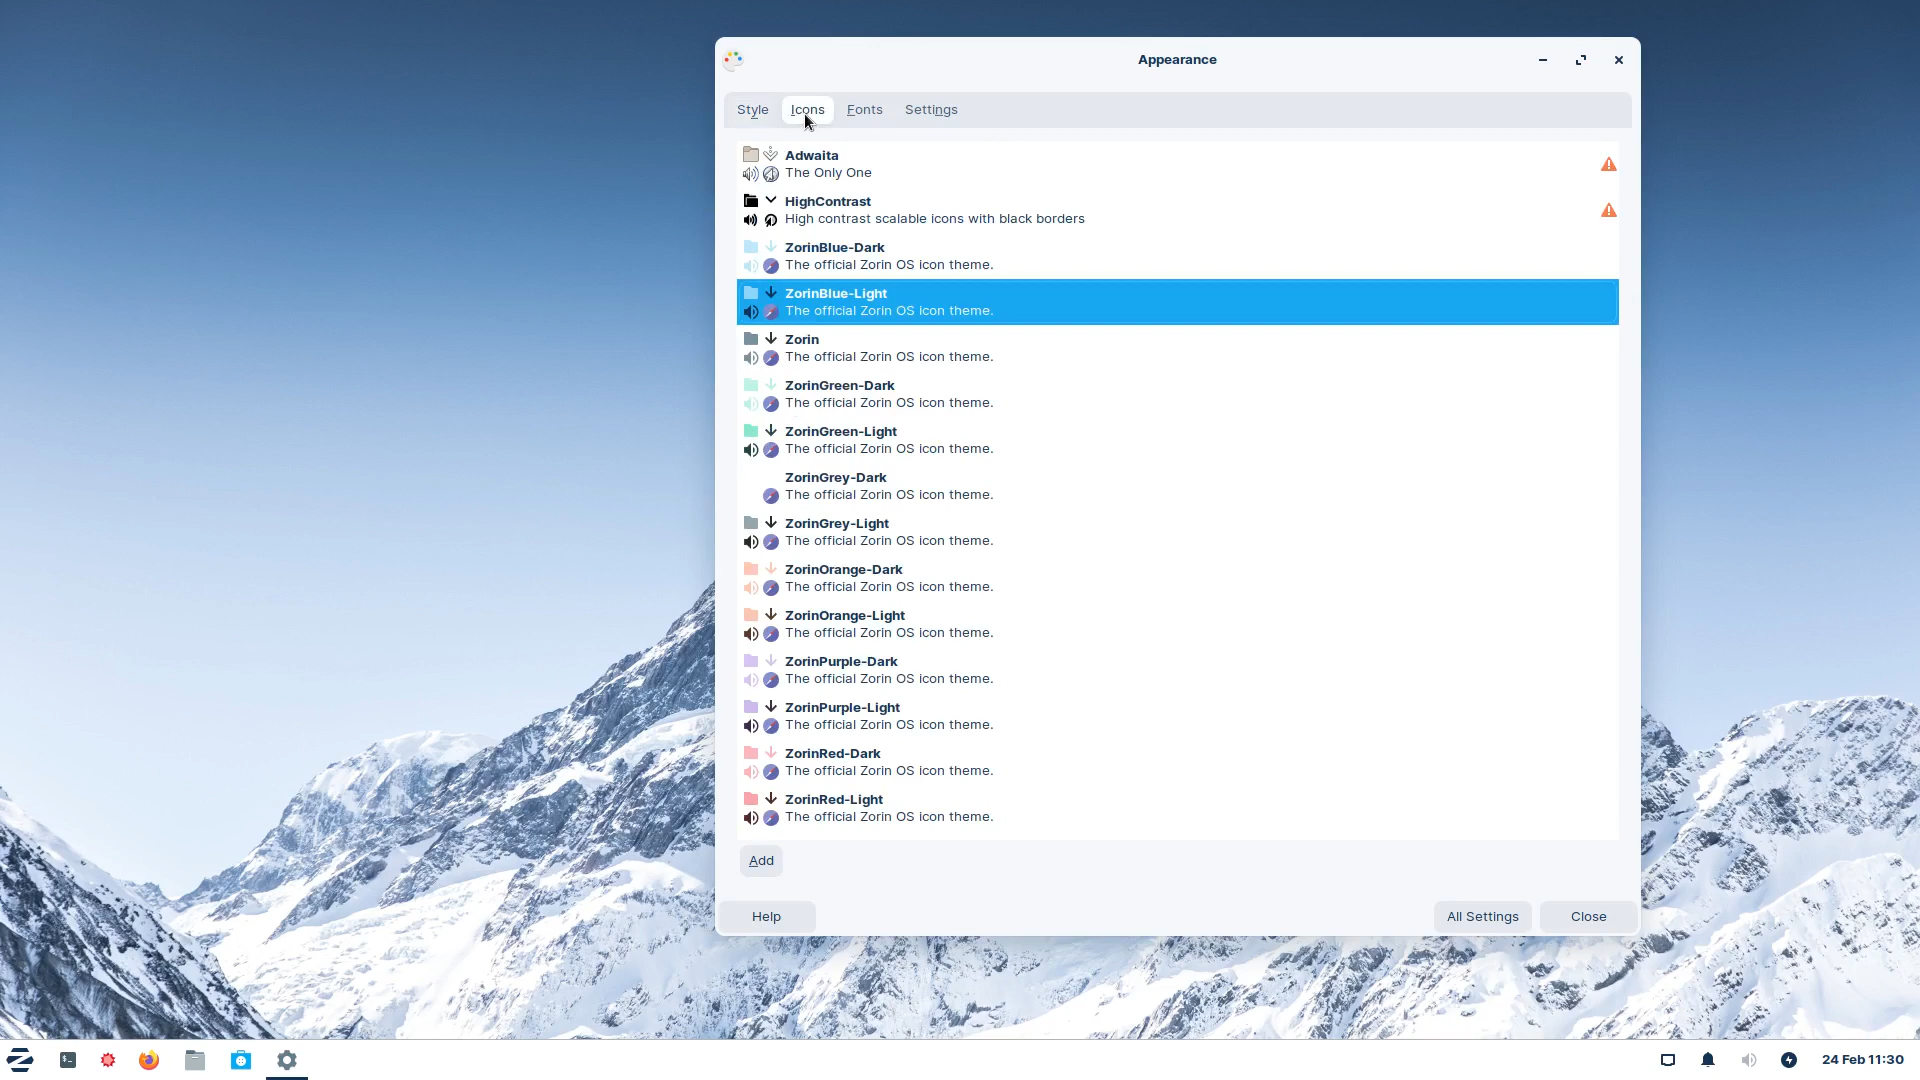 Appearance
Style Icons Fonts Settings
Adwaita
The Only One
HighContrast
High contrast scalable icons with black borders
ZorinBlue-Dark
The official Zorin OS icon theme.
ZorinBlue-Light
The official Zorin OS icon theme.
Zorin
The official Zorin OS icon theme.
ZorinGreen-Dark
The official Zorin OS icon theme.
ZorinGreen-Light
The official Zorin OS icon theme.
ZorinGrey-Dark
The official Zorin OS icon theme.
ZorinGrey-Light
The official Zorin OS icon theme.
ZorinOrange-Dark
The official Zorin OS icon theme.
ZorinOrange-Light
The official Zorin OS icon theme.
ZorinPurple-Dark
The official Zorin OS icon theme.
ZorinPurple-Light
The official Zorin OS icon theme.
ZorinRed-Dark
The official Zorin OS icon theme.
ZorinRed-Light
The official Zorin OS icon theme.
Add
Help All Settings Close
24 Feb 11:30